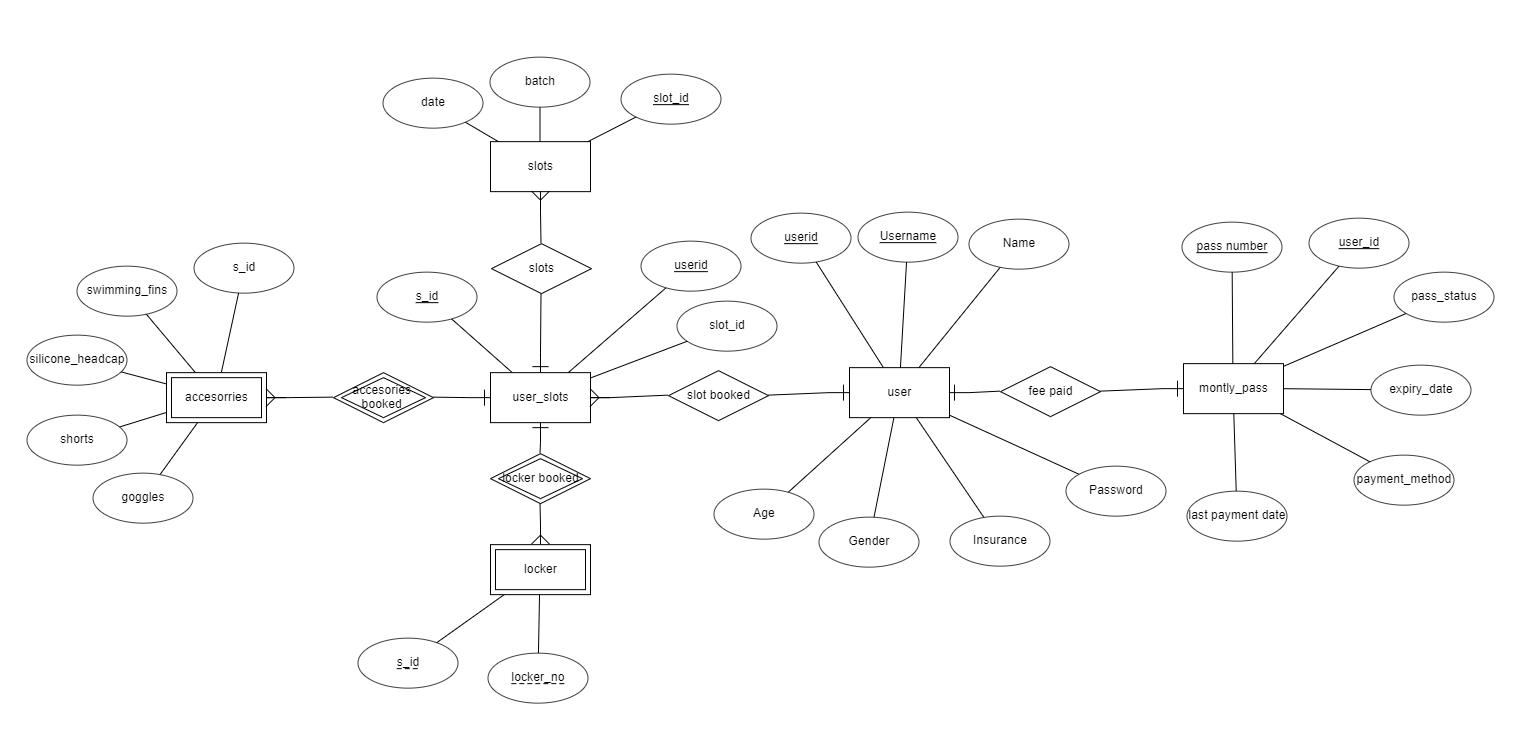 batch
date
slot_id
slots
userid
Username
Name
pass number
user_id
s_id
swimming_fins
slots
userid
s_id
pass_status
slot_id
silicone_headcap
accesorries
accesories
booked
user_slots
slot booked
user
fee paid
montly_pass
expiry_date
shorts
goggles
locker booked
Age
Gender
Insurance
Password
last payment date
payment_method
locker
s_id
locker_no